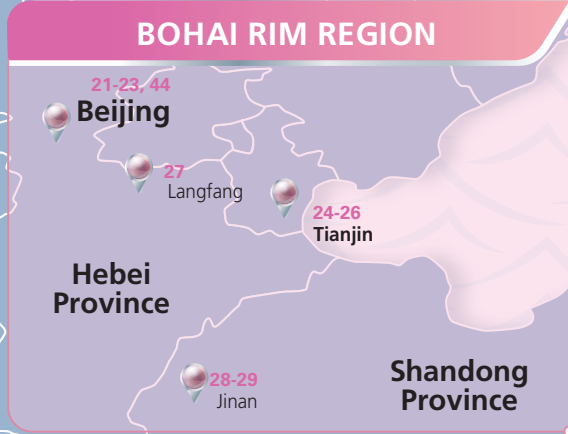 BOHAI RIM REGION
21-23, 44
Beijing
27
Langfang
24-26
Tianjin
Hebei
Province
28-29
Jinan
Shandong
Province